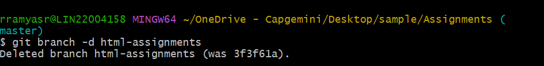 rramyasr@LIN22004158 MINGW64 ~/OneDrive - Capgemini/Desktop/sample/Assignments (
master)
$ git branch -d html-assignments
Deleted branch html-assignments (was 3f3f61a).